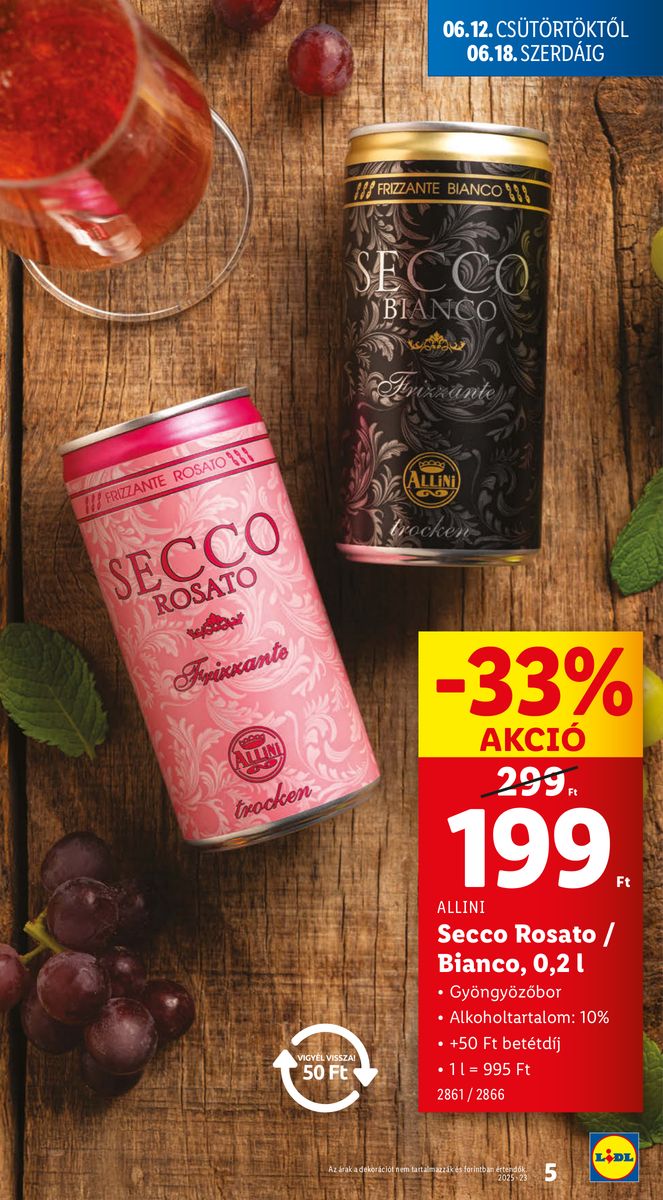 06.12. CSÜTÖRTÖKTŐL
06.18. SZERDÁIG
FRIZZANTE BIANCO
SECCO
BIANCO
Frizzante
ALLINI
trocken
FRIZZANTE ROSATO
SECCO
ROSATO
Frizzante
ALLINI
trocken
-33%
AKCIÓ
299 Ft
199 Ft
ALLINI
Secco Rosato /
Bianco, 0,2 l
• Gyöngyözőbor
• Alkoholtartalom: 10%
• +50 Ft betétdíj
• 1 l = 995 Ft
2861 / 2866
VIGYÉL VISSZA!
50 Ft
Az árak a dekorációt nem tartalmazzák és forintban értendők.
2025 - 23
5
LIDL